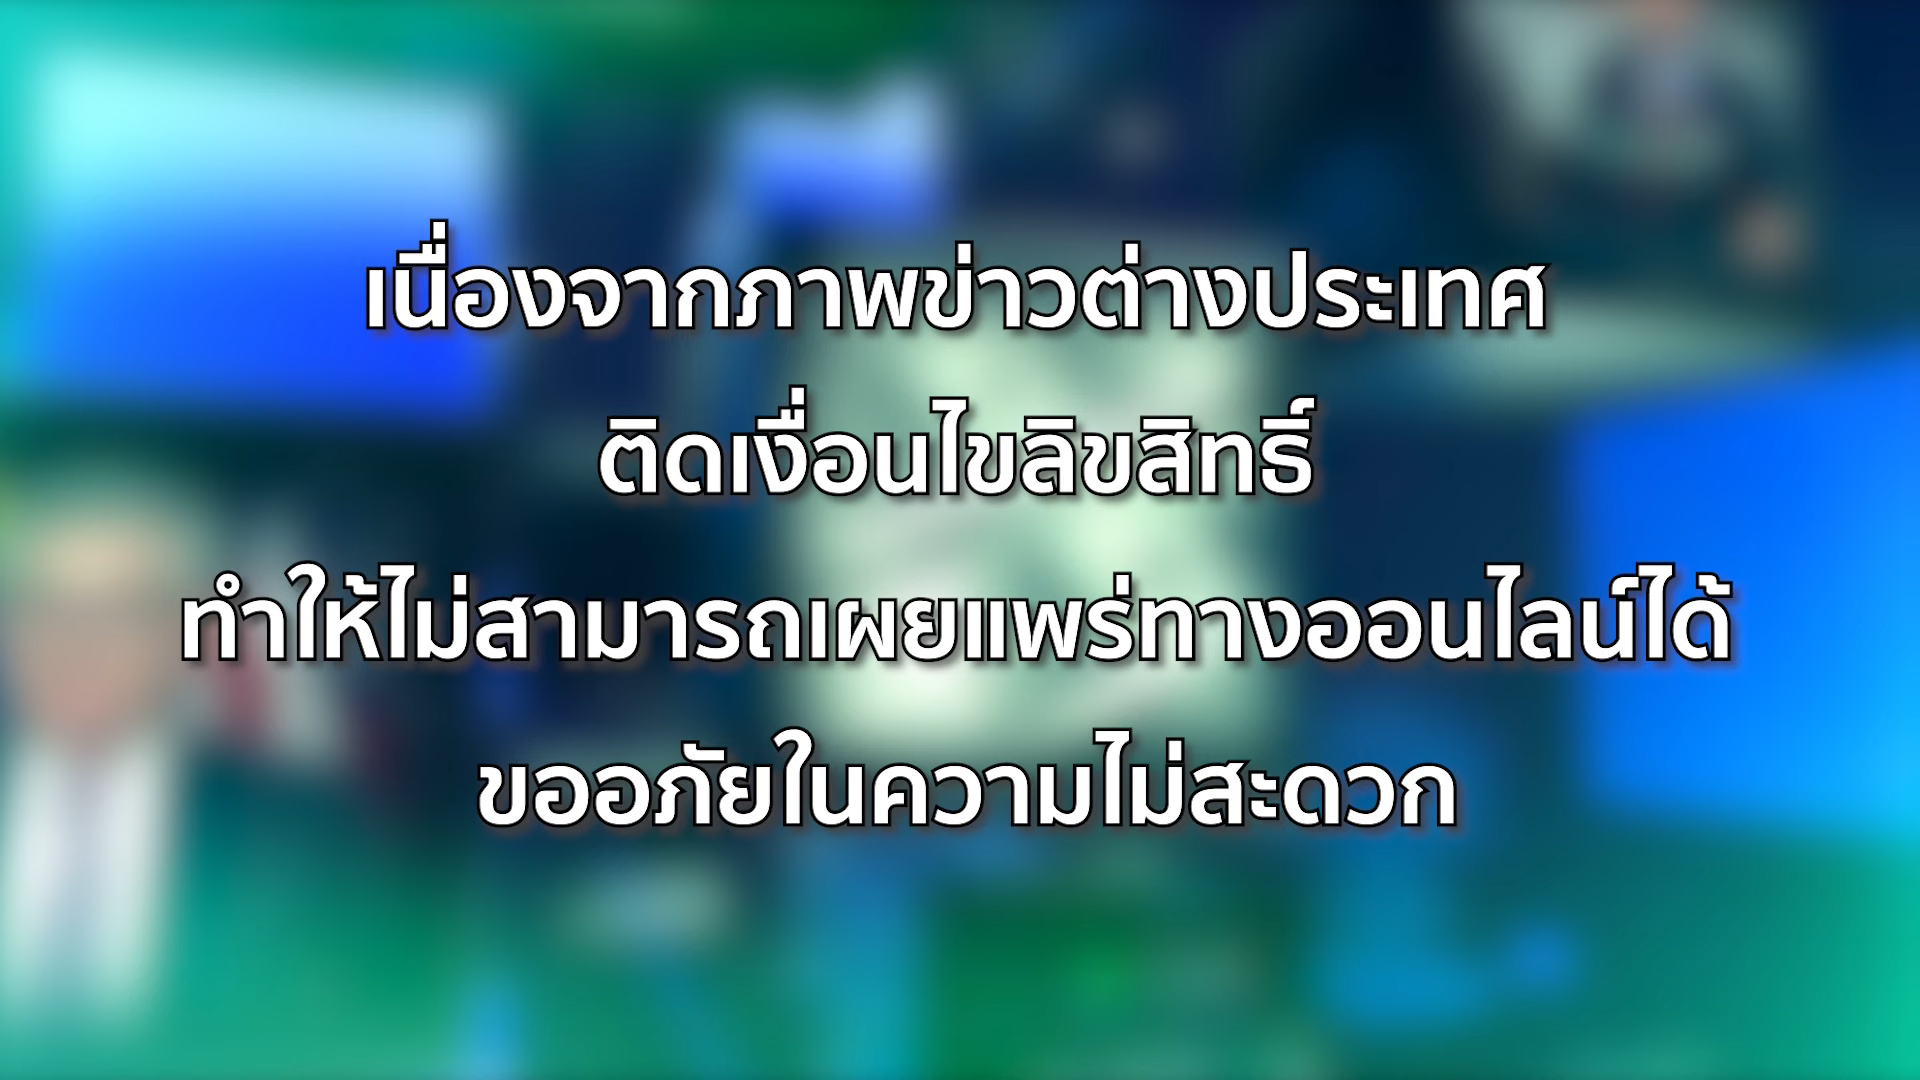 เนื่องจากภาพข่าวต่างประเทศ
ติดเงื่อนไขลิขสิทธิ์
ทำให้ไม่สามารถเผยแพร่ทางออนไลน์ได้
ขออภัยในความไม่สะดวก